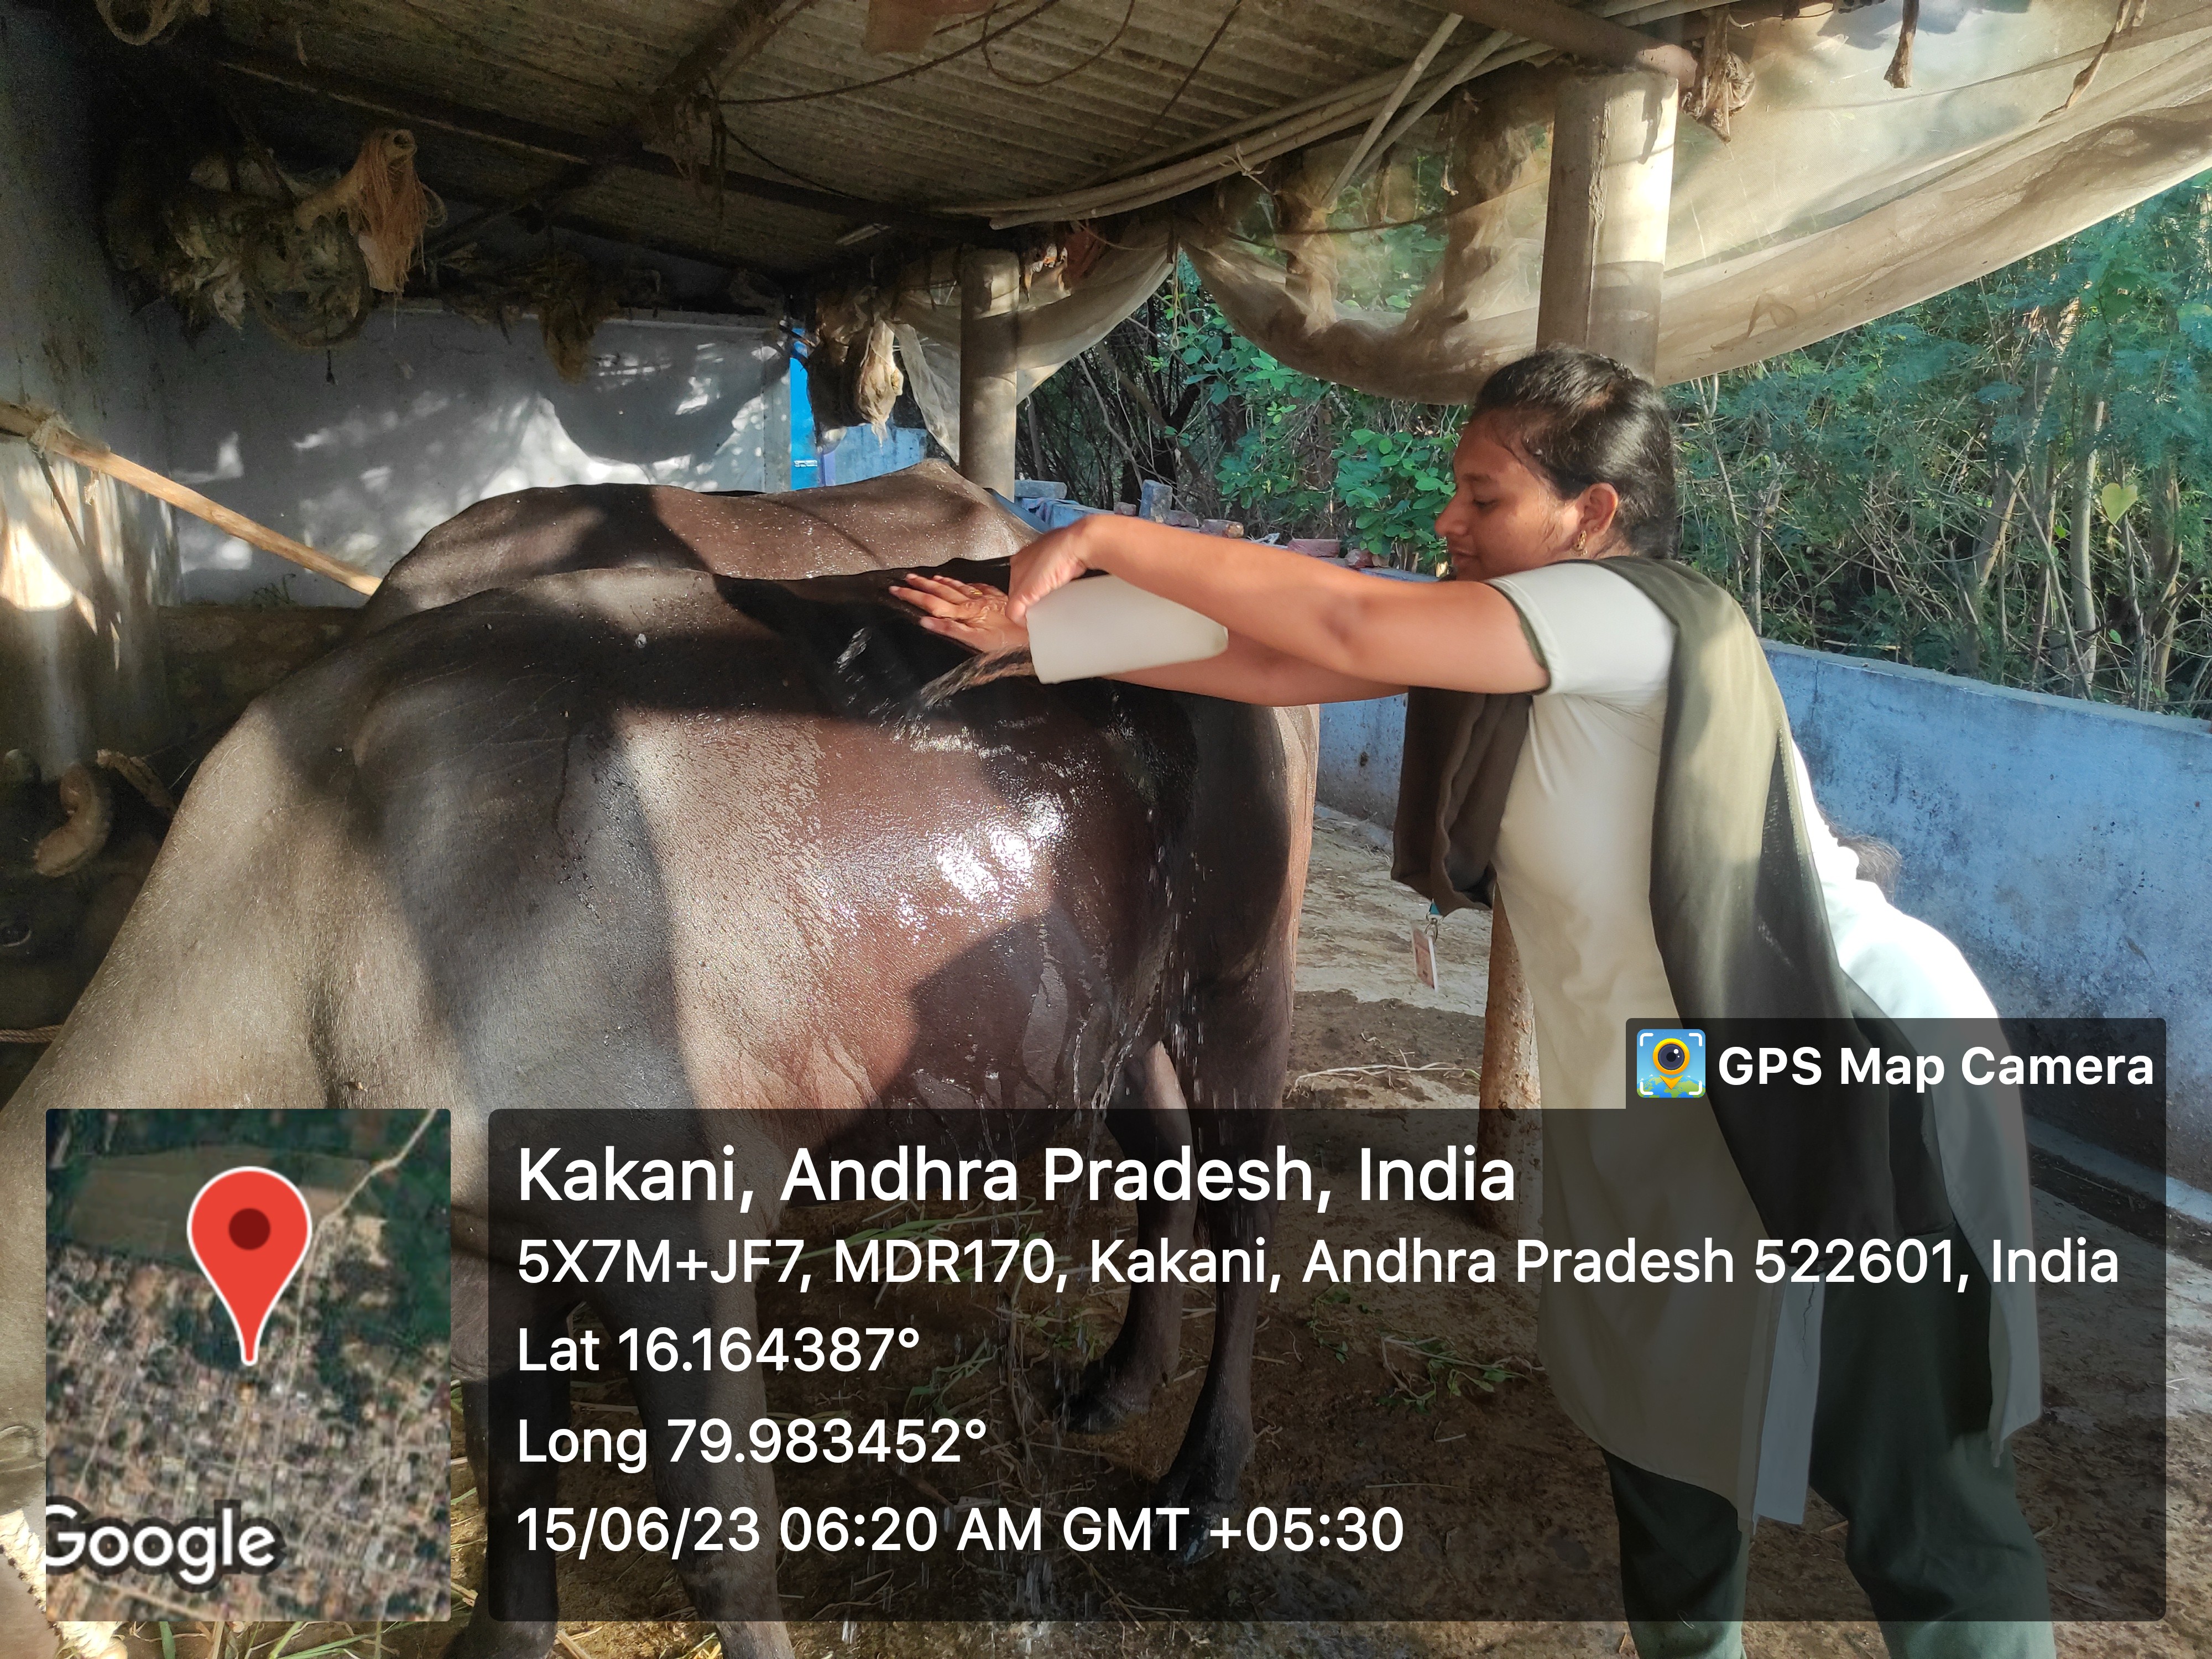 GPS Map Camera
Kakani, Andhra Pradesh, India
5X7M+JF7, MDR170, Kakani, Andhra Pradesh 522601, India
Lat 16.164387°
Long 79.983452°
15/06/23 06:20 AM GMT +05:30
Google